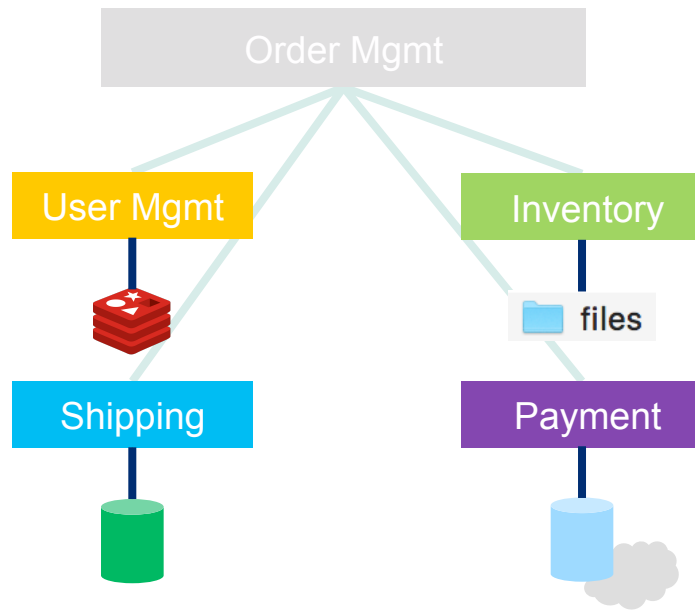 Order Mgmt
User Mgmt
Inventory
files
Shipping
Payment